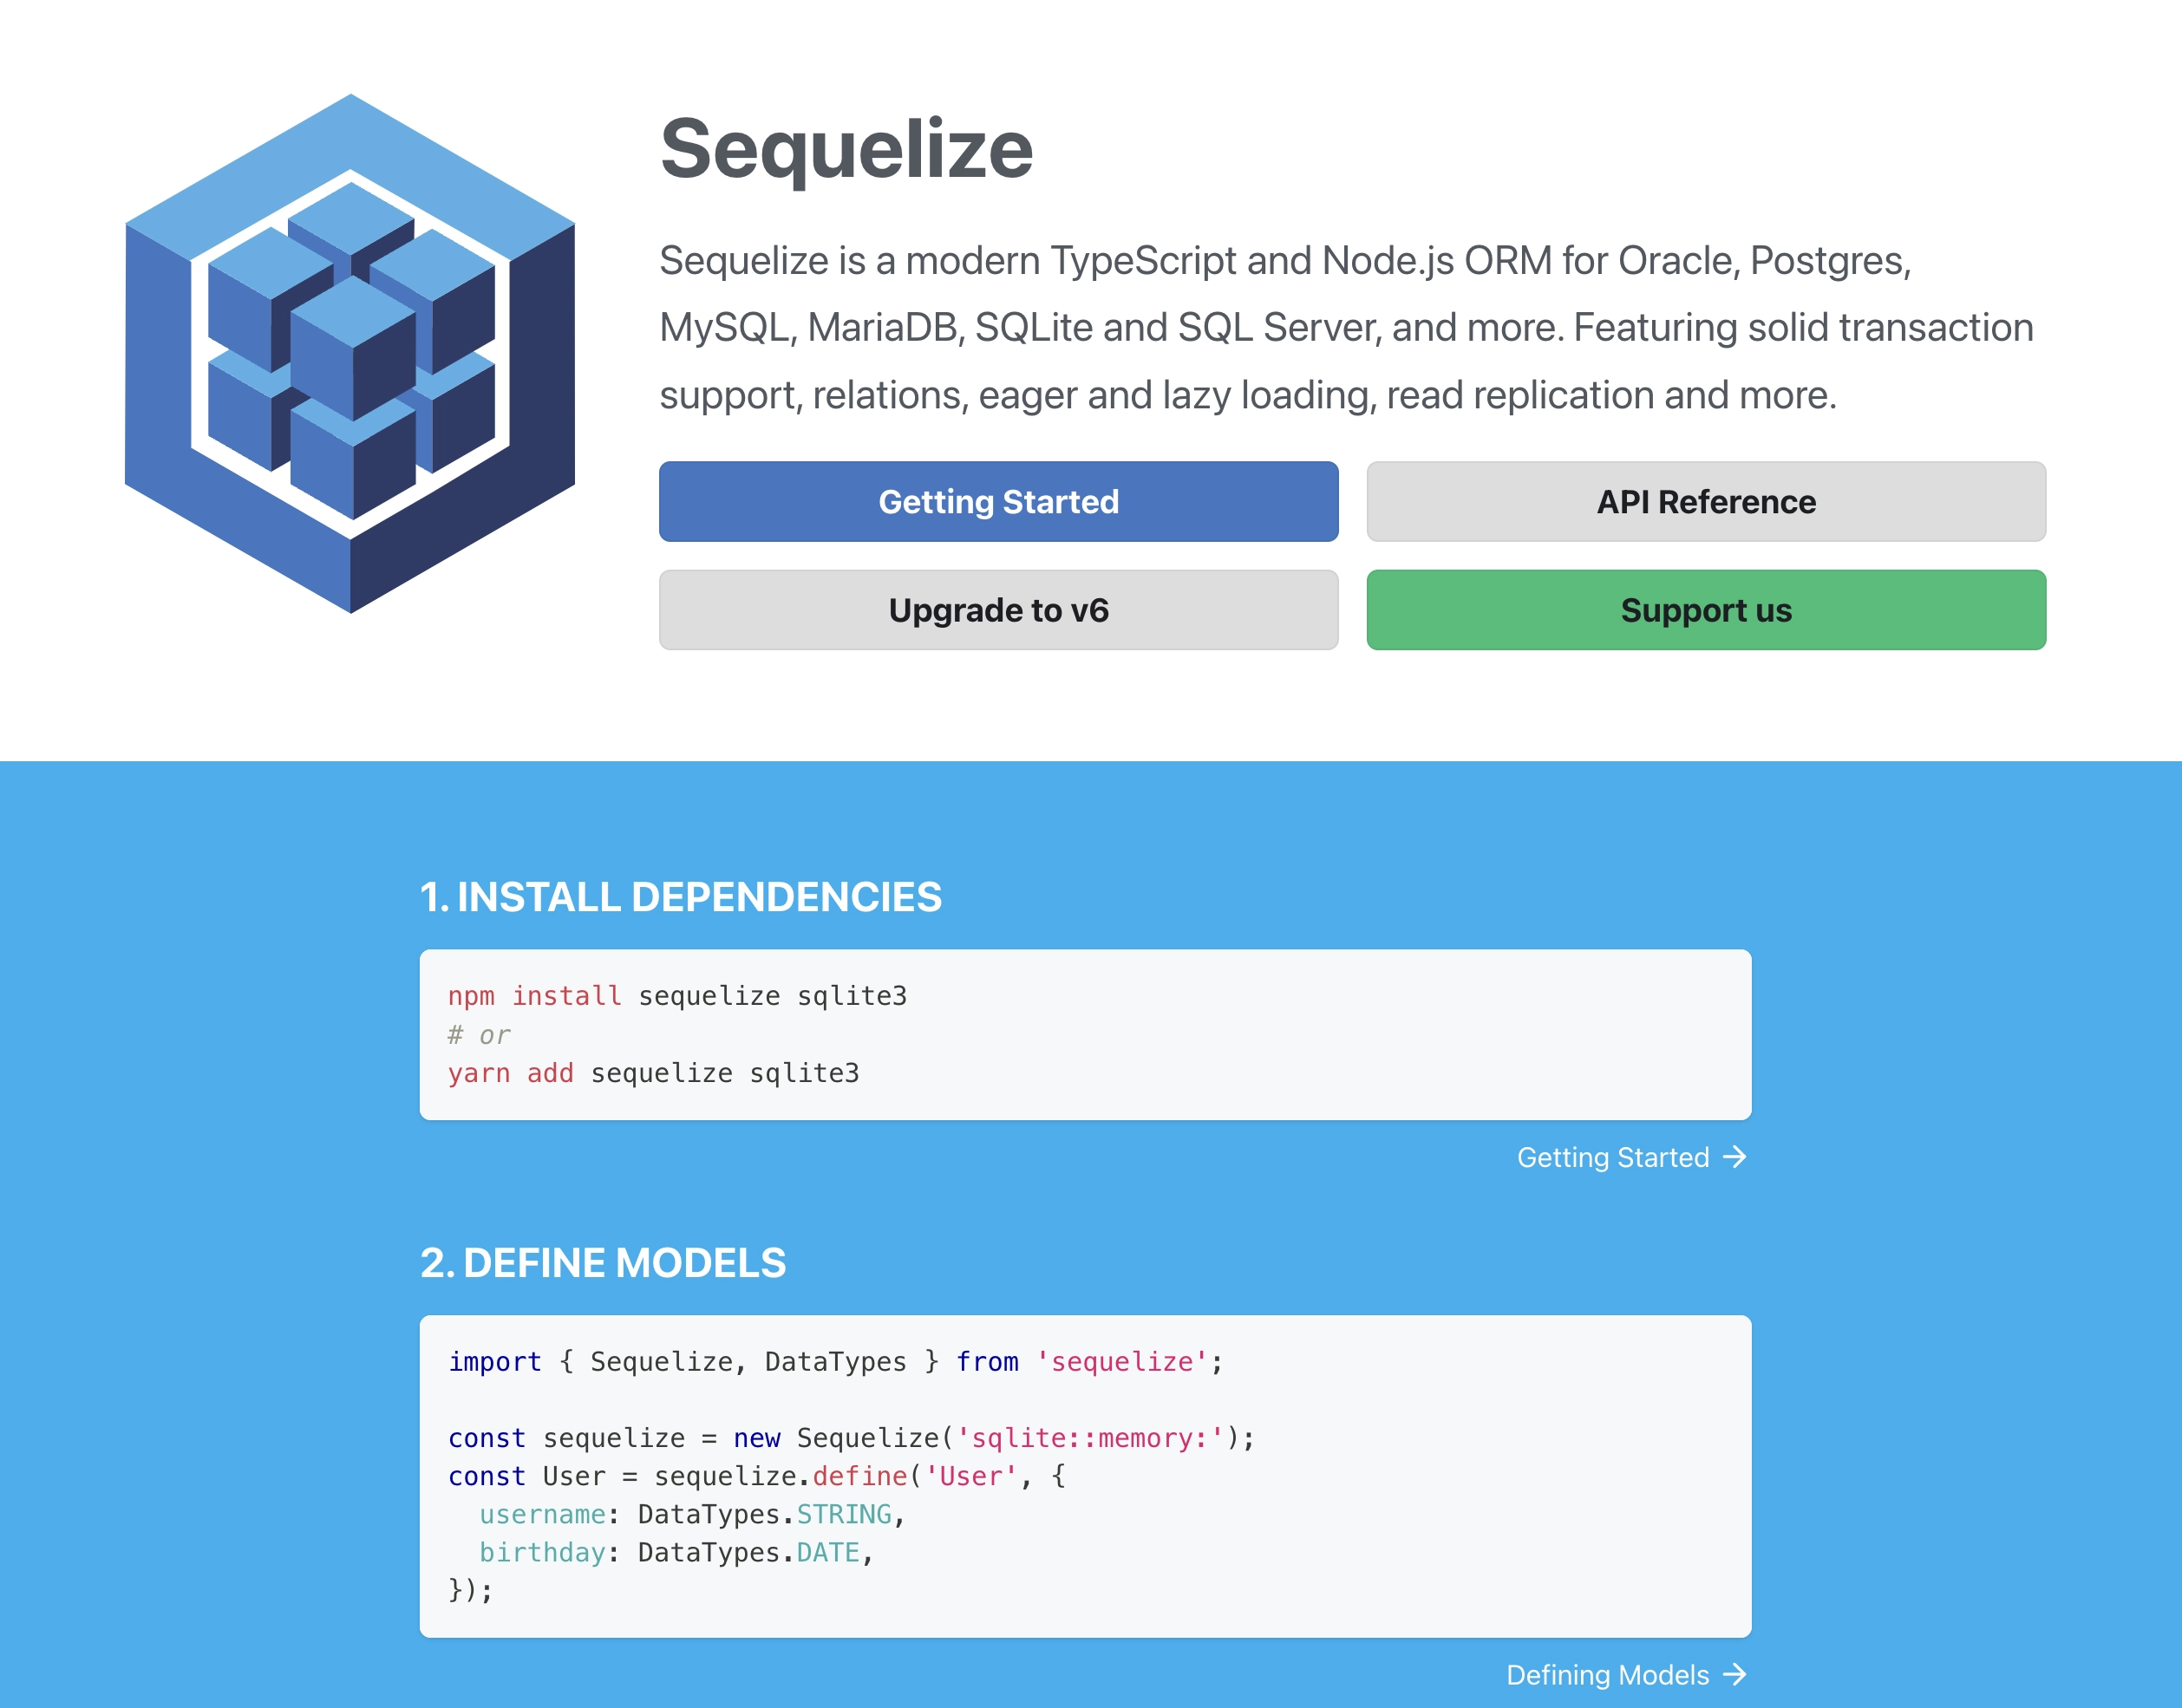 Sequelize
Sequelize is a modern TypeScript and Node.js ORM for Oracle, Postgres,
MySQL, MariaDB, SQLite and SQL Server, and more. Featuring solid transaction
support, relations, eager and lazy loading, read replication and more.
Getting Started
API Reference
Upgrade to v6
Support us
1. INSTALL DEPENDENCIES
npm install sequelize sqlite3
# or
yarn add sequelize sqlite3
Getting Started →
2. DEFINE MODELS
import { Sequelize, DataTypes } from 'sequelize';

const sequelize = new Sequelize('sqlite::memory:');
const User = sequelize.define('User', {
  username: DataTypes.STRING,
  birthday: DataTypes.DATE,
});
Defining Models →